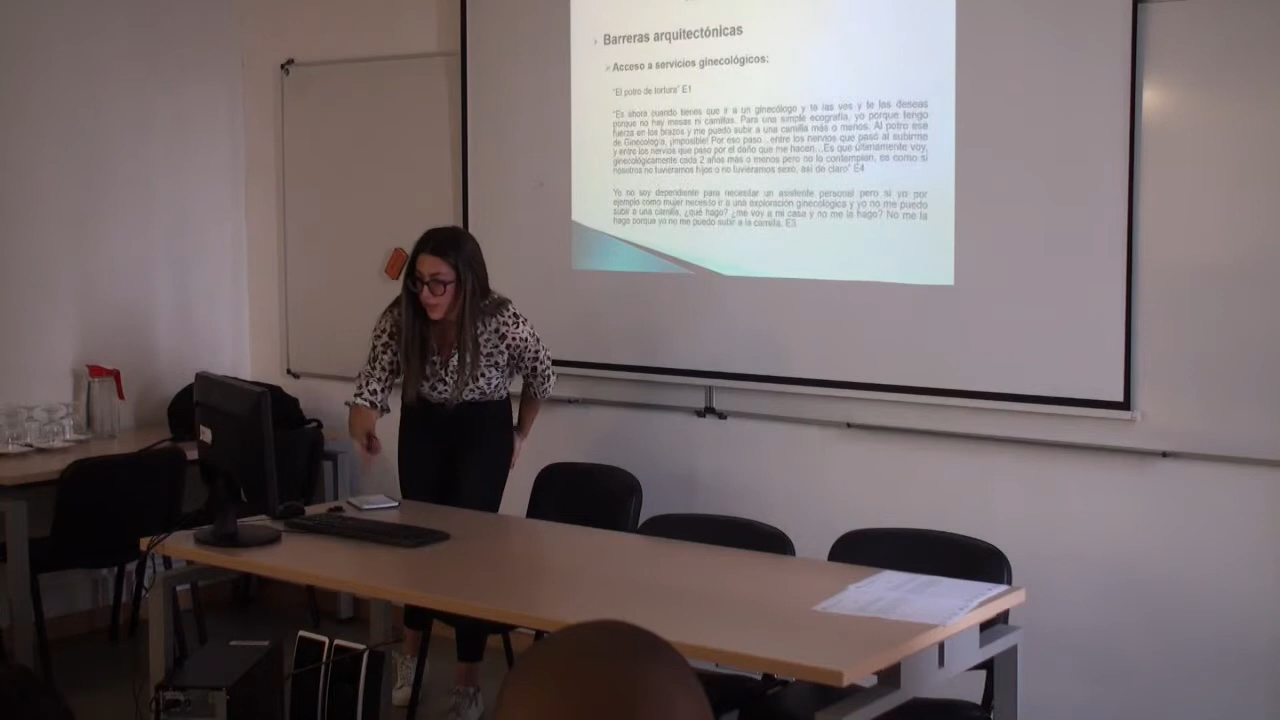 Barreras arquitectónicas
Acceso a servicios ginecológicos:
"El potro de tortura" E1
"Es ahora cuando tienes que ir a un ginecólogo y te las ves y te las deseas
porque no hay mesas ni camillas. Para una simple ecografía, yo porque tengo
fuerza en los brazos y me puedo subir a una camilla más o menos. Al potro ese
de Ginecología, ¡imposible! Por eso paso…entre los nervios que pasó al subirme
y entre los nervios que paso por el daño que me hacen…Es que últimamente voy,
ginecológicamente cada 2 años más o menos pero no lo contemplan, es como si
nosotras no tuviéramos hijos o no tuviéramos sexo, así de claro" E4
Yo no soy dependiente para necesitar un asistente personal pero si yo por
ejemplo como mujer necesito ir a una exploración ginecológica y yo no me puedo
subir a una camilla, ¿qué hago? ¿me voy a mi casa y no me la hago? No me la
hago porque yo no me puedo subir a la camilla. E3